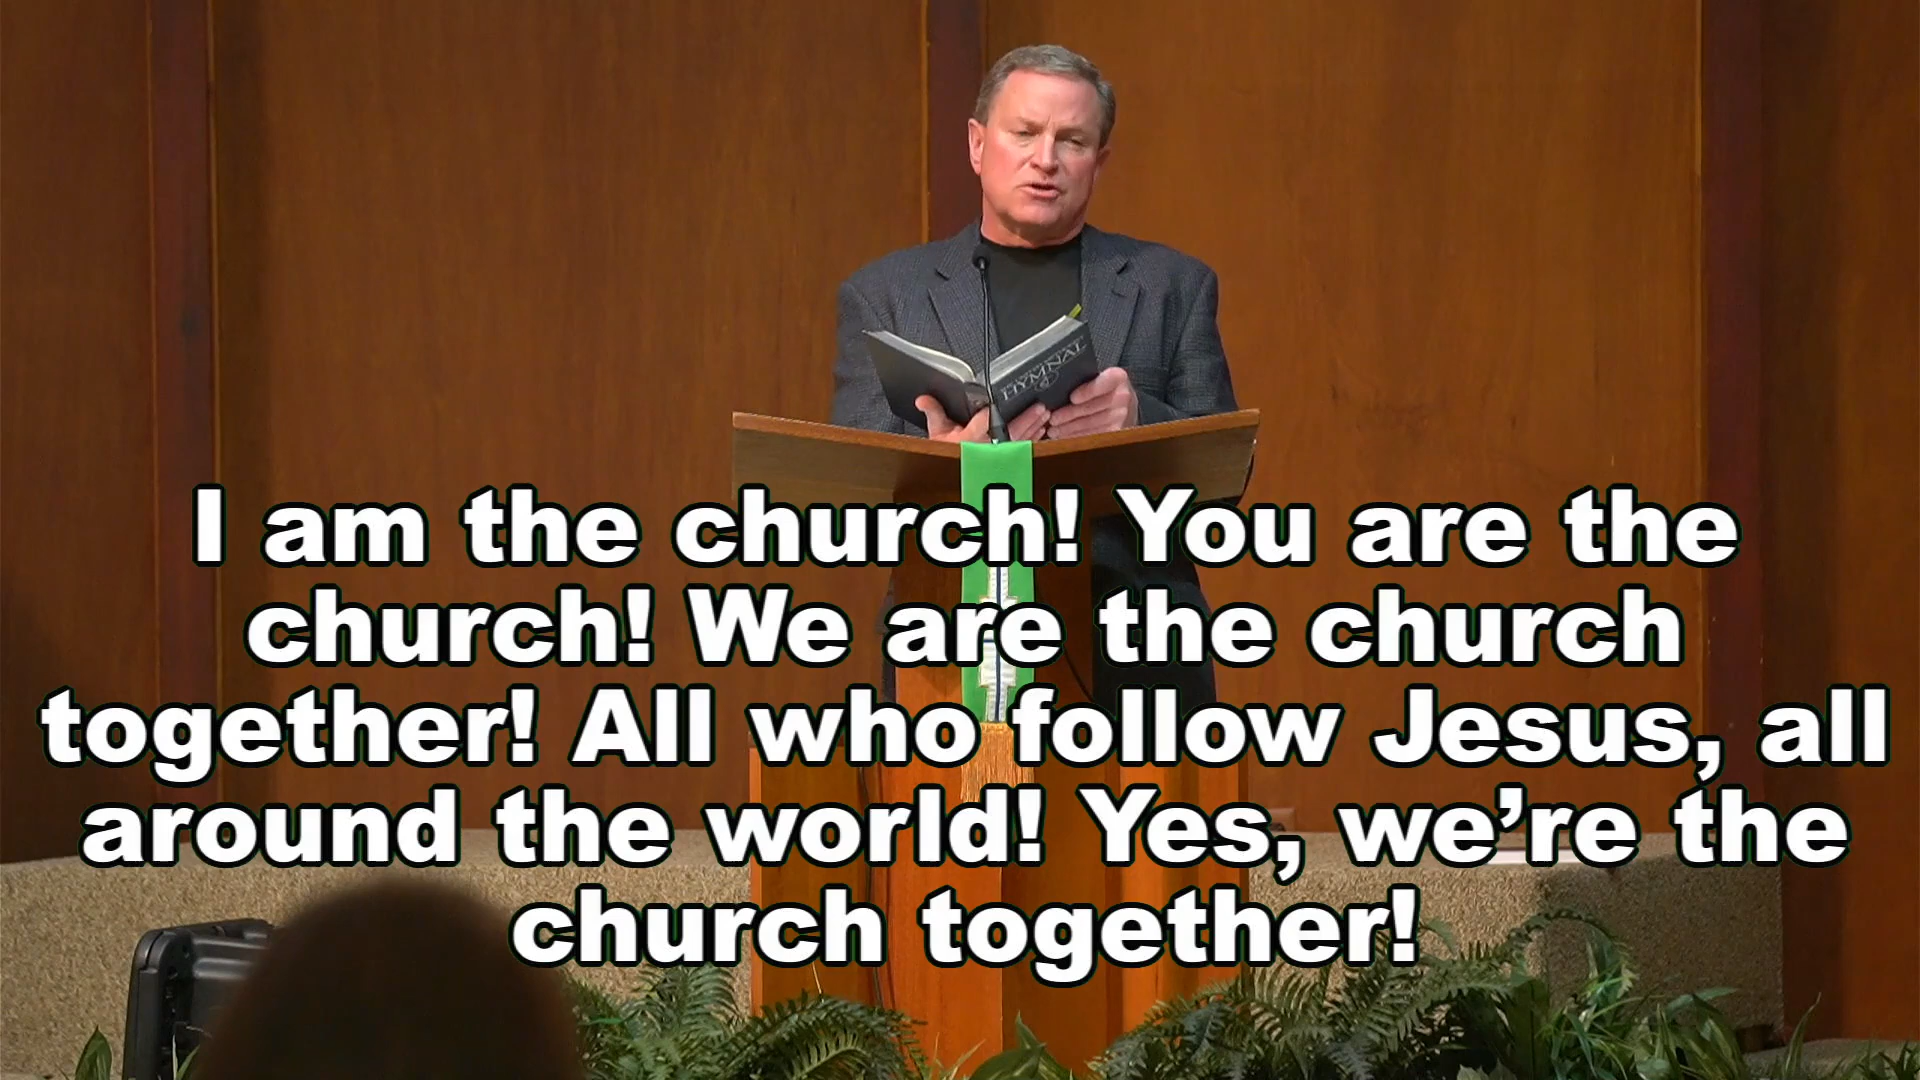 HYMNAL
I am the church! You are the
church! We are the church
together! All who follow Jesus, all
around the world! Yes, we’re the
church together!